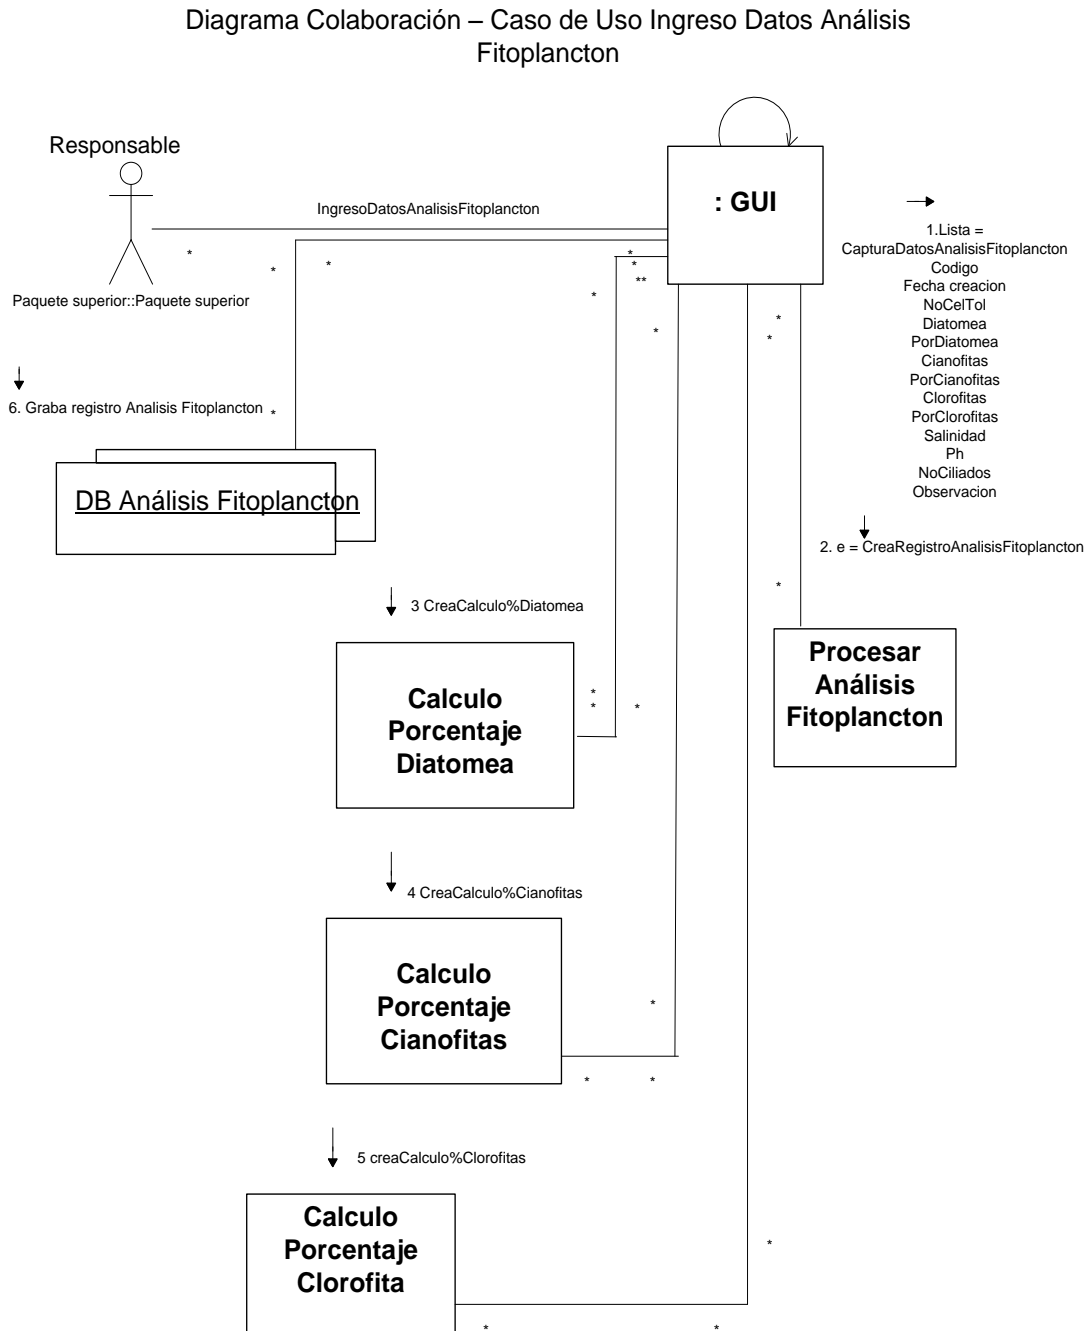 Diagrama Colaboración – Caso de Uso Ingreso Datos Análisis
Fitoplancton
Responsable
IngresoDatosAnalisisFitoplancton
: GUI
* * * * * ** * * * *
Paquete superior::Paquete superior
1.Lista =
CapturaDatosAnalisisFitoplancton
Codigo
Fecha creacion
NoCelTol
Diatomea
PorDiatomea
Cianofitas
PorCianofitas
Clorofitas
PorClorofitas
Salinidad
Ph
NoCiliados
Observacion
6. Graba registro Analisis Fitoplancton *
DB Análisis Fitoplancton
2. e = CreaRegistroAnalisisFitoplancton
*
3 CreaCalculo%Diatomea
Procesar
Análisis
Fitoplancton
Calculo
Porcentaje
Diatomea
*
* *
4 CreaCalculo%Cianofitas
Calculo
Porcentaje
Cianofitas
*
* *
5 creaCalculo%Clorofitas
Calculo
Porcentaje
Clorofita
*
* *